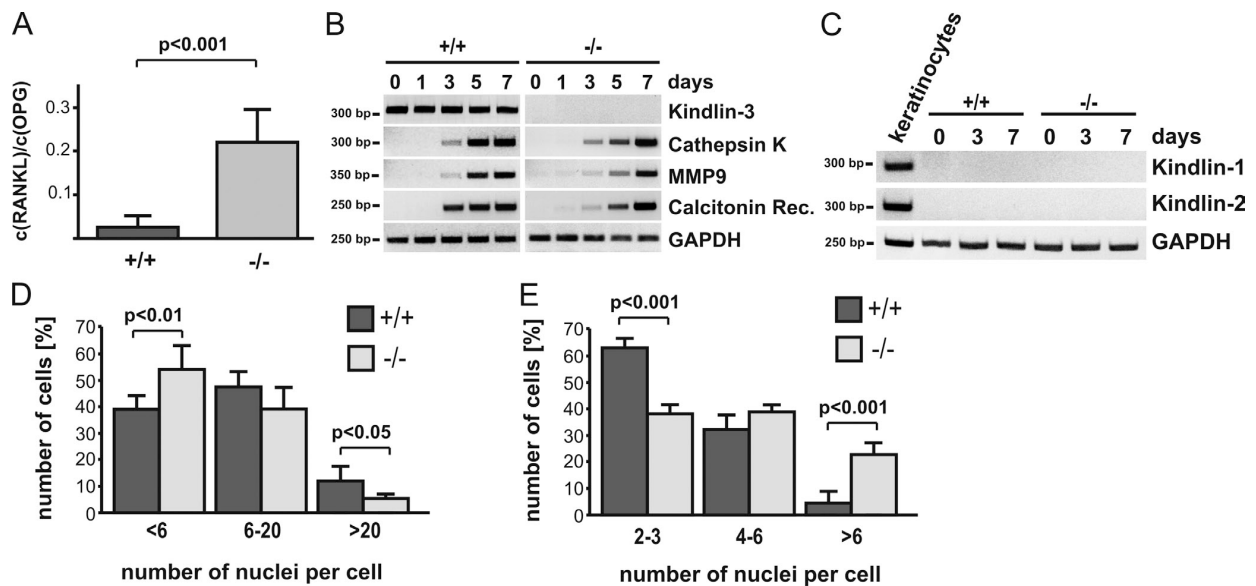 A
p<0.001
c(RANKL)/c(OPG)
0.3
0.2
0.1
+/+ -/-
B
+/+ -/-
0 1 3 5 7 0 1 3 5 7 days
300 bp Kindlin-3
300 bp Cathepsin K
350 bp MMP9
250 bp Calcitonin Rec.
250 bp GAPDH
C
keratinocytes
+/+ -/-
0 3 7 0 3 7 days
300 bp Kindlin-1
300 bp Kindlin-2
250 bp GAPDH
D
number of cells [%]
70
60
50
40
30
20
10
0
p<0.01
p<0.05
+/+
-/-
<6 6-20 >20
number of nuclei per cell
E
number of cells [%]
70
60
50
40
30
20
10
0
p<0.001
p<0.001
+/+
-/-
2-3 4-6 >6
number of nuclei per cell